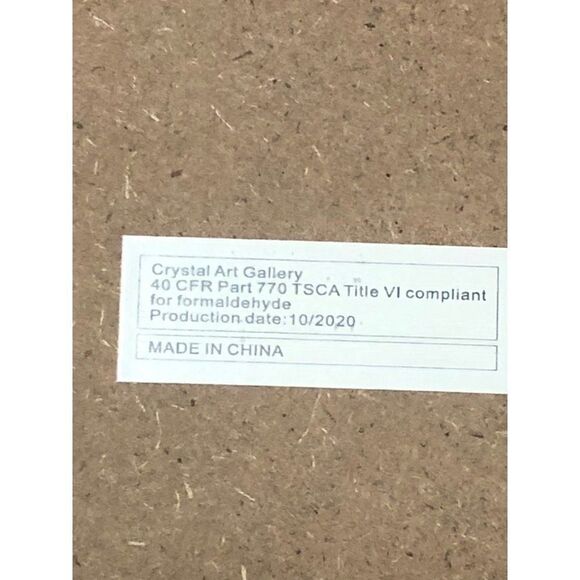 Crystal Art Gallery
40 CFR Part 770 TSCA Title VI compliant
for formaldehyde
Production date:10/2020
MADE IN CHINA